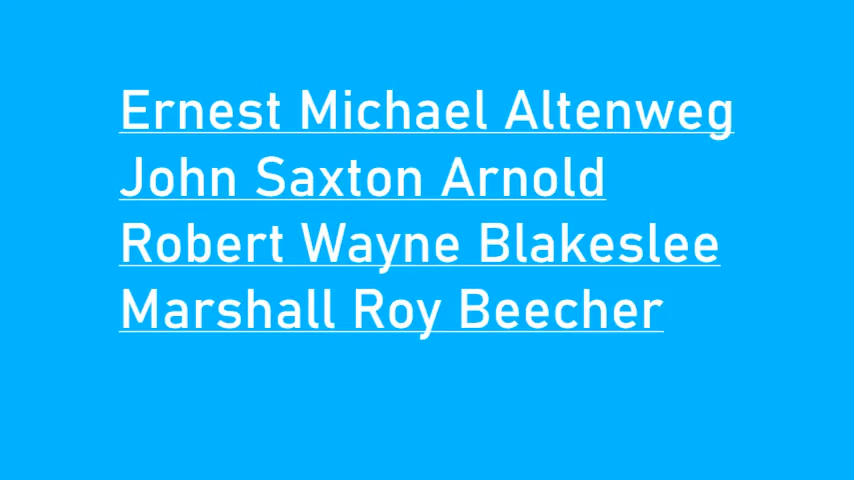 Ernest Michael Altenweg
John Saxton Arnold
Robert Wayne Blakeslee
Marshall Roy Beecher